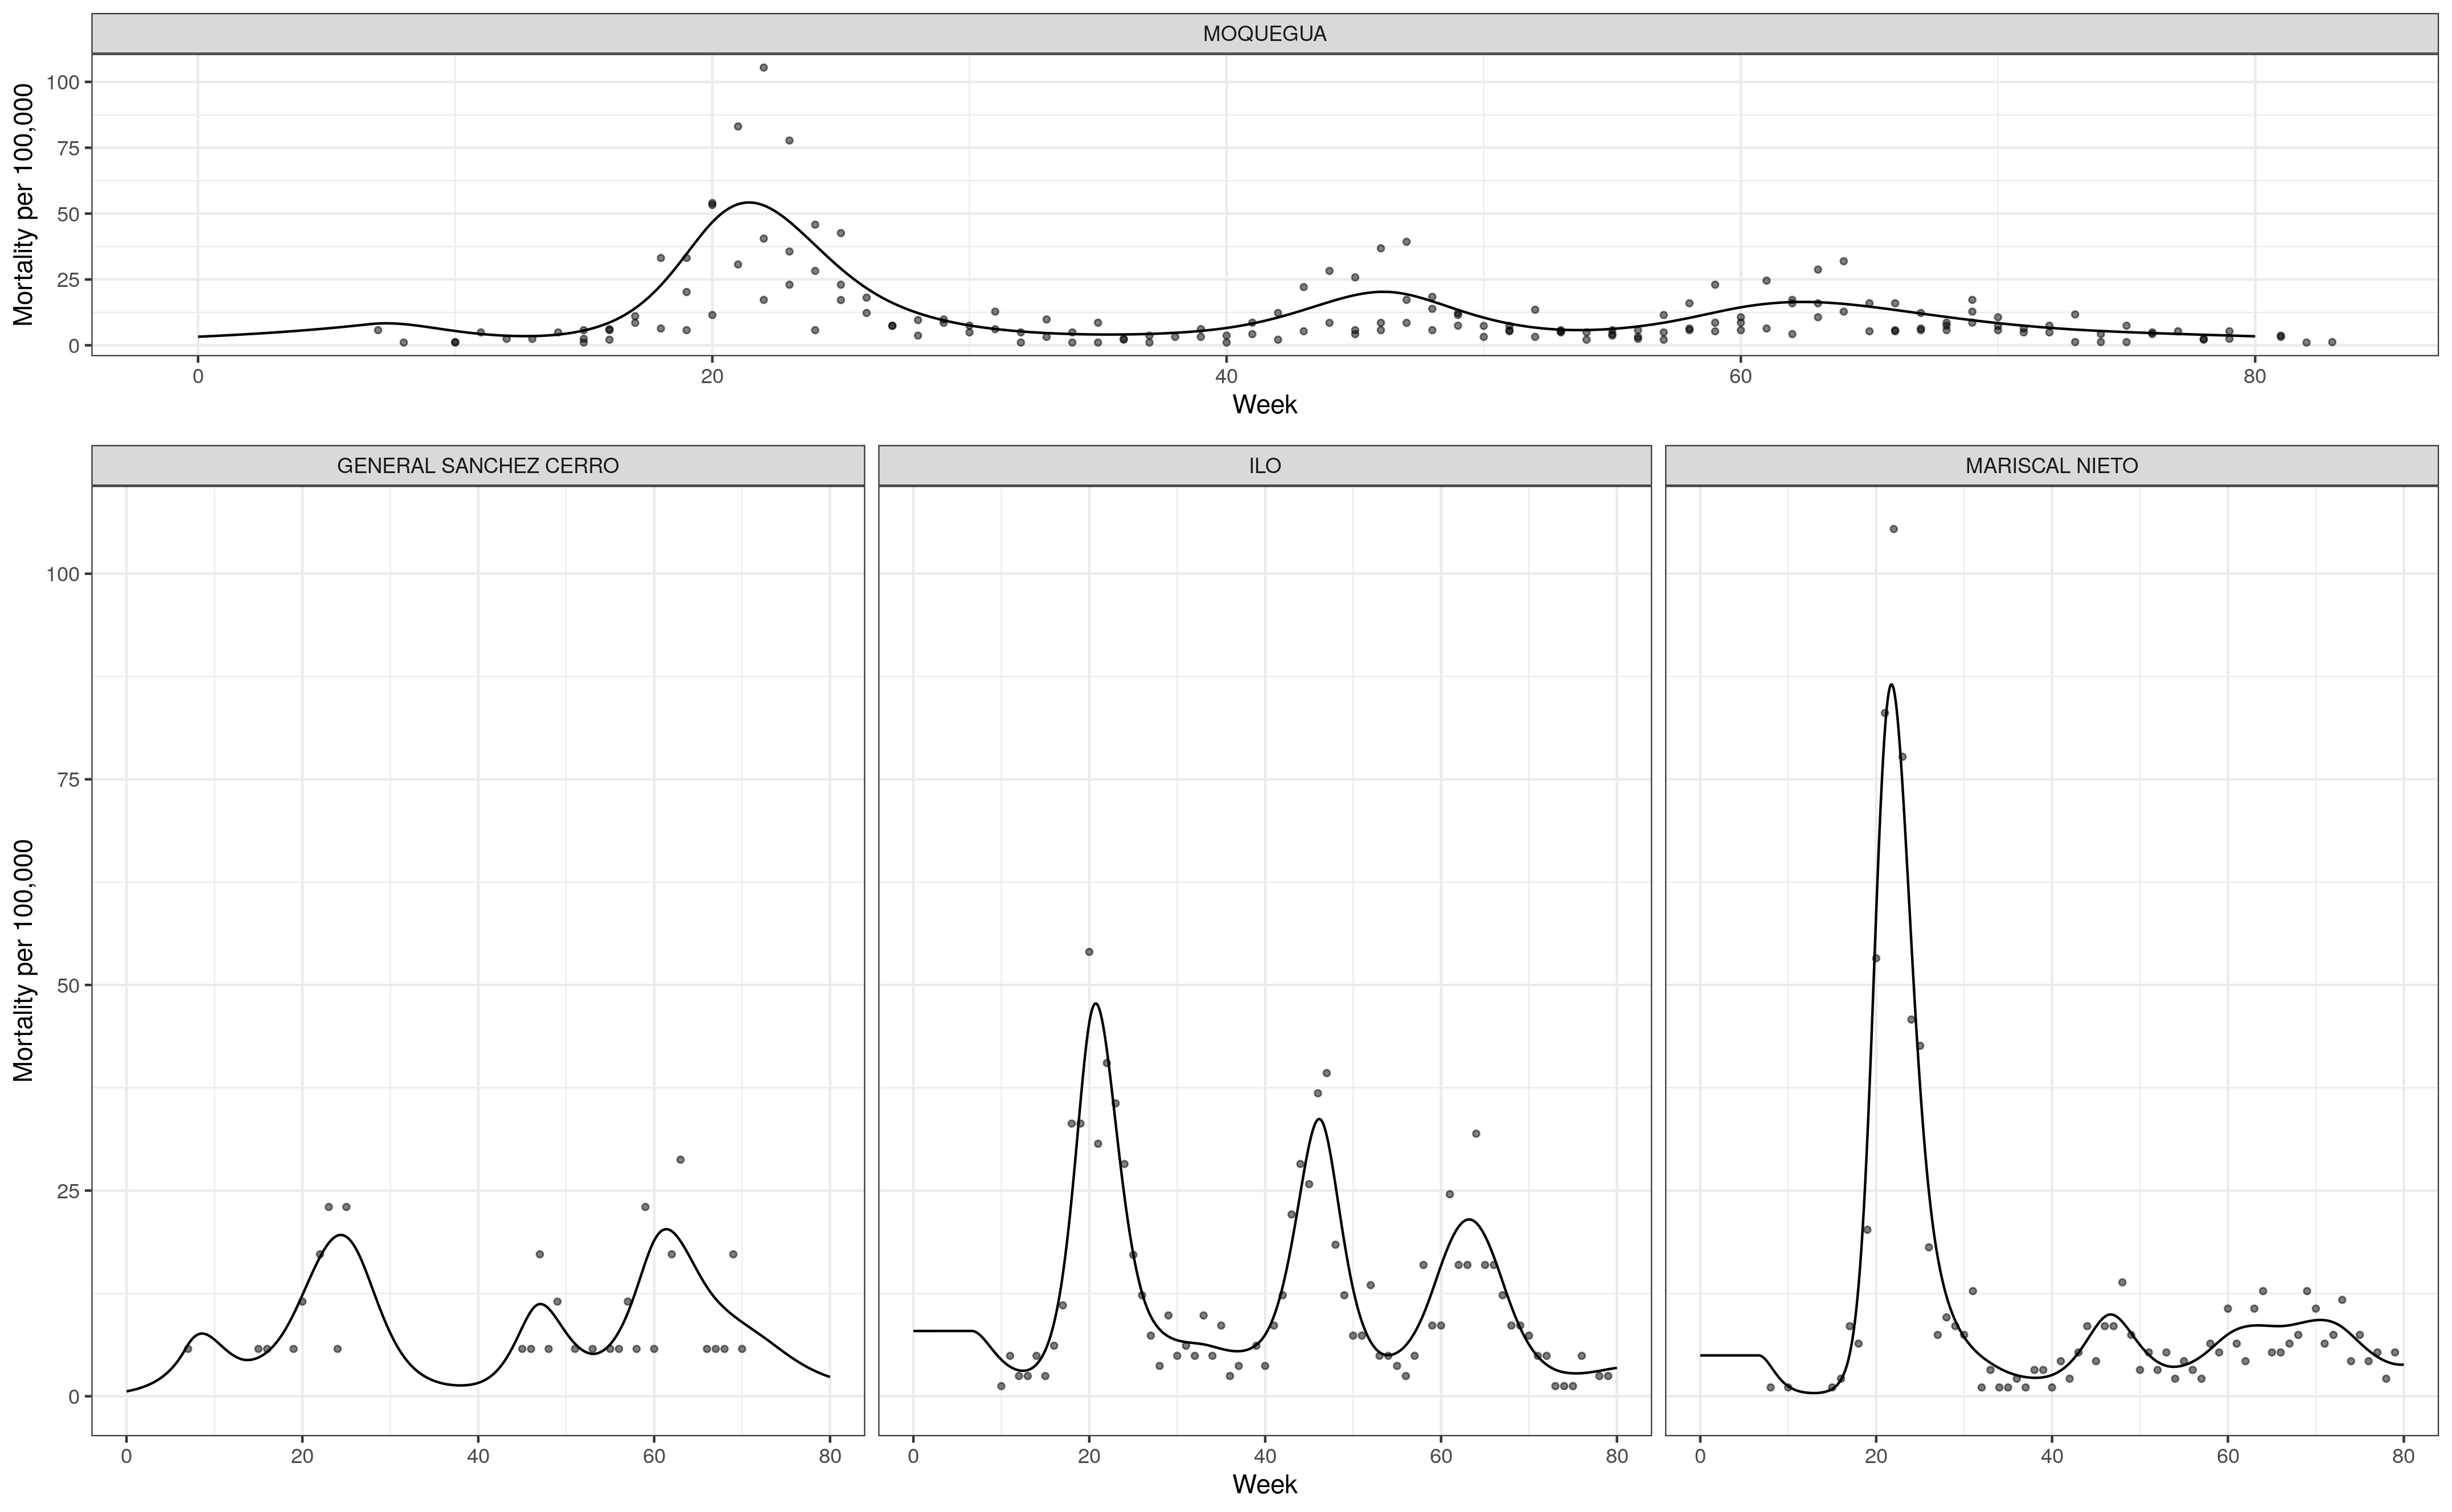 MOQUEGUA
Mortality per 100,000
100
75
50
25
0
0 20 40 60 80
Week
GENERAL SANCHEZ CERRO
ILO
MARISCAL NIETO
Mortality per 100,000
100
75
50
25
0
0 20 40 60 80
0 20 40 60 80
0 20 40 60 80
Week